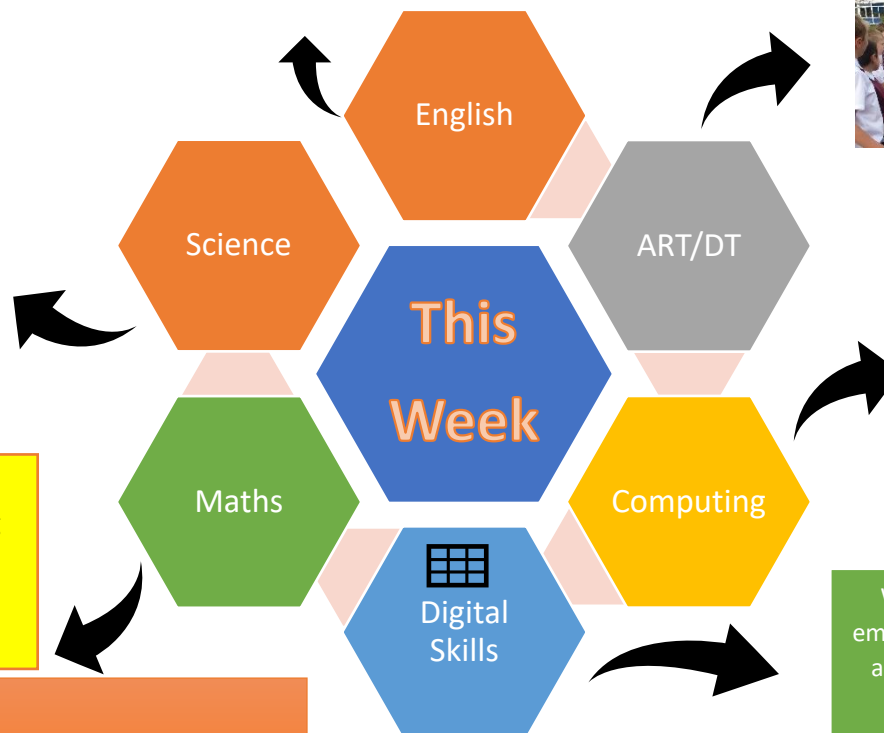 English
Science
ART/DT
This
Week
Maths
Computing
Digital
Skills